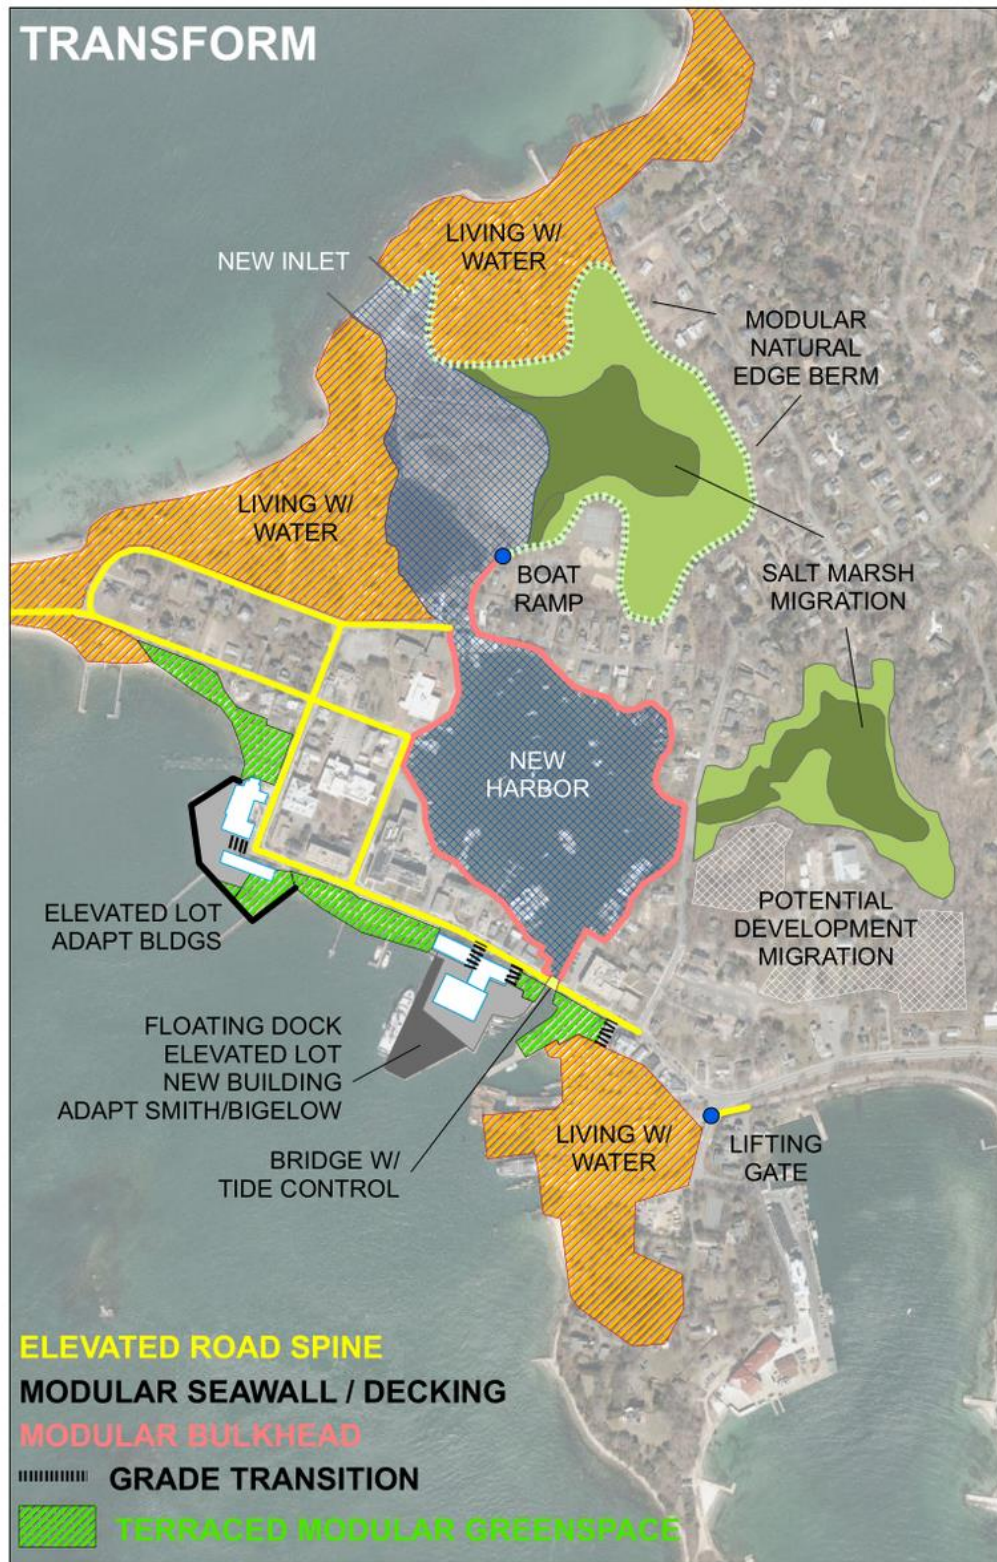 TRANSFORM
LIVING W/
WATER
NEW INLET
MODULAR
NATURAL
EDGE BERM
LIVING W/
WATER
BOAT
RAMP
SALT MARSH
MIGRATION
NEW
HARBOR
ELEVATED LOT
ADAPT BLDGS
POTENTIAL
DEVELOPMENT
MIGRATION
FLOATING DOCK
ELEVATED LOT
NEW BUILDING
ADAPT SMITH/BIGELOW
BRIDGE W/
TIDE CONTROL
LIVING W/
WATER
LIFTING
GATE
ELEVATED ROAD SPINE
MODULAR SEAWALL / DECKING
MODULAR BULKHEAD
GRADE TRANSITION
TERRACED MODULAR GREENSPACE